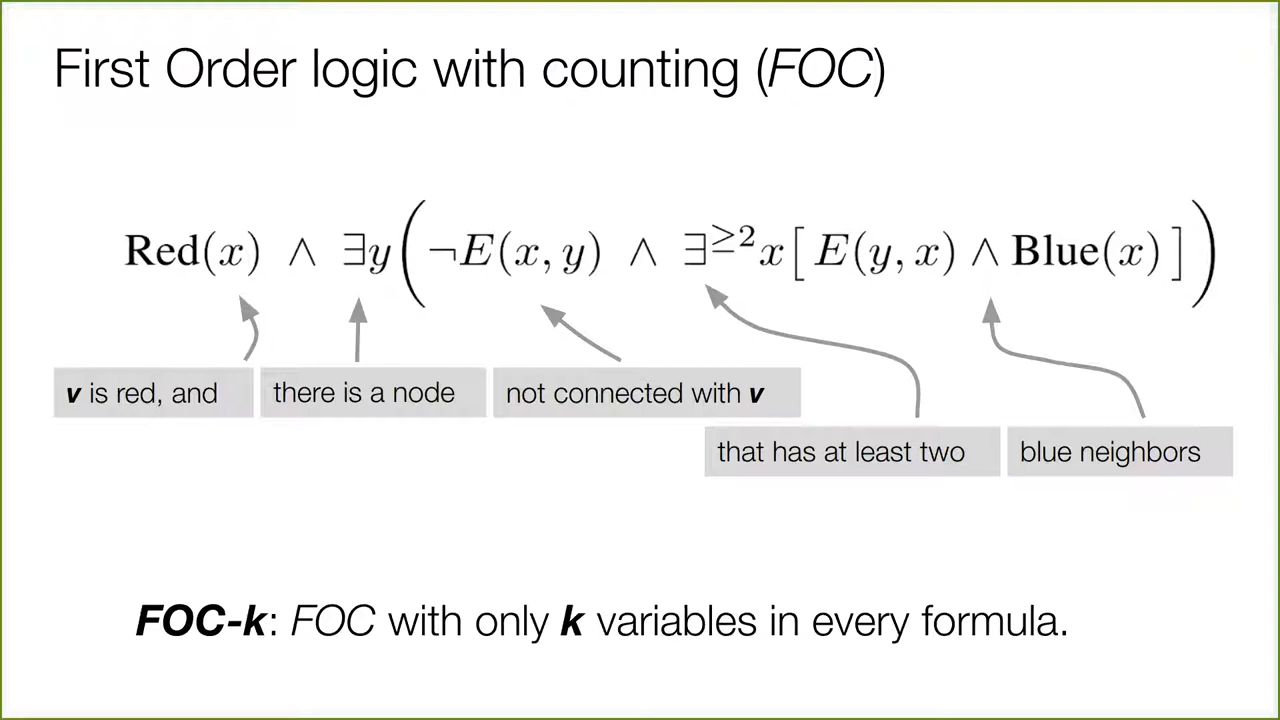 First Order logic with counting (FOC)
Red(x) ∧ ∃y(¬E(x, y) ∧ ∃≥2x[E(y, x) ∧ Blue(x)])
v is red, and there is a node not connected with v
that has at least two blue neighbors
FOC-k: FOC with only k variables in every formula.